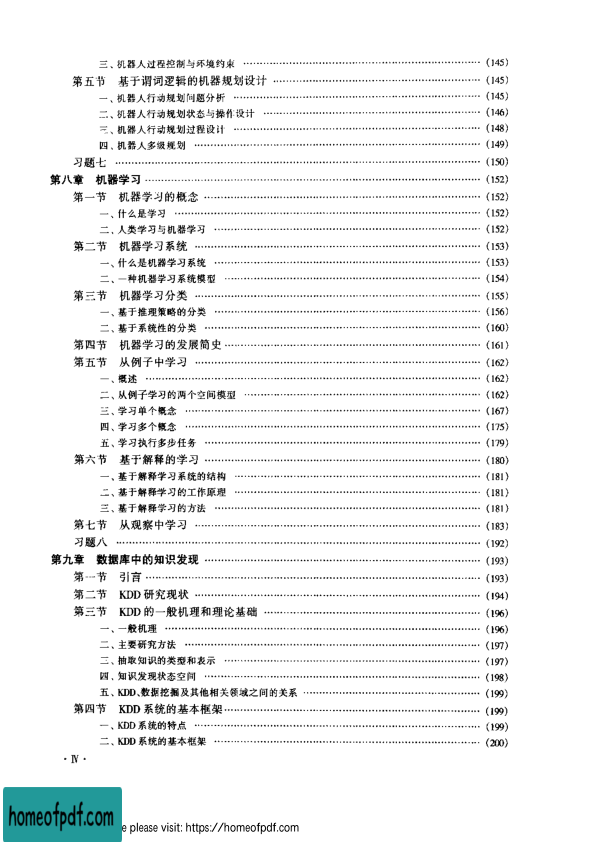 三、机器人过程控制与环境约束 …………………………………………… (145)
第五节 基于谓词逻辑的机器规划设计 …………………………………………… (145)
一、机器人行动规划问题分析 …………………………………………… (145)
二、机器人行动规划状态与操作设计 …………………………………………… (146)
三、机器人行动规划过程设计 …………………………………………… (148)
四、机器人多级规划 …………………………………………… (149)
习题七 …………………………………………… (150)
第八章 机器学习 …………………………………………… (152)
第一节 机器学习的概念 …………………………………………… (152)
一、什么是学习 …………………………………………… (152)
二、人类学习与机器学习 …………………………………………… (152)
第二节 机器学习系统 …………………………………………… (153)
一、什么是机器学习系统 …………………………………………… (153)
二、一种机器学习系统模型 …………………………………………… (154)
第三节 机器学习分类 …………………………………………… (155)
一、基于推理策略的分类 …………………………………………… (156)
二、基于系统性的分类 …………………………………………… (160)
第四节 机器学习的发展简史 …………………………………………… (161)
第五节 从例子中学习 …………………………………………… (162)
一、概述 …………………………………………… (162)
二、从例子学习的两个空间模型 …………………………………………… (162)
三、学习单个概念 …………………………………………… (167)
四、学习多个概念 …………………………………………… (175)
五、学习执行多步任务 …………………………………………… (179)
第六节 基于解释的学习 …………………………………………… (180)
一、基于解释学习系统的结构 …………………………………………… (181)
二、基于解释学习的工作原理 …………………………………………… (181)
三、基于解释学习的方法 …………………………………………… (181)
第七节 从观察中学习 …………………………………………… (183)
习题八 …………………………………………… (192)
第九章 数据库中的知识发现 …………………………………………… (193)
第一节 引言 …………………………………………… (193)
第二节 KDD 研究现状 …………………………………………… (194)
第三节 KDD 的一般机理和理论基础 …………………………………………… (196)
一、一般机理 …………………………………………… (196)
二、主要研究方法 …………………………………………… (197)
三、抽取知识的类型和表示 …………………………………………… (197)
四、知识发现状态空间 …………………………………………… (198)
五、KDD、数据挖掘及其他相关领域之间的关系 …………………………………………… (199)
第四节 KDD 系统的基本框架 …………………………………………… (199)
一、KDD 系统的特点 …………………………………………… (199)
二、KDD 系统的基本框架 …………………………………………… (200)
· Ⅳ ·
homeofpdf.com
e please visit: https://homeofpdf.com